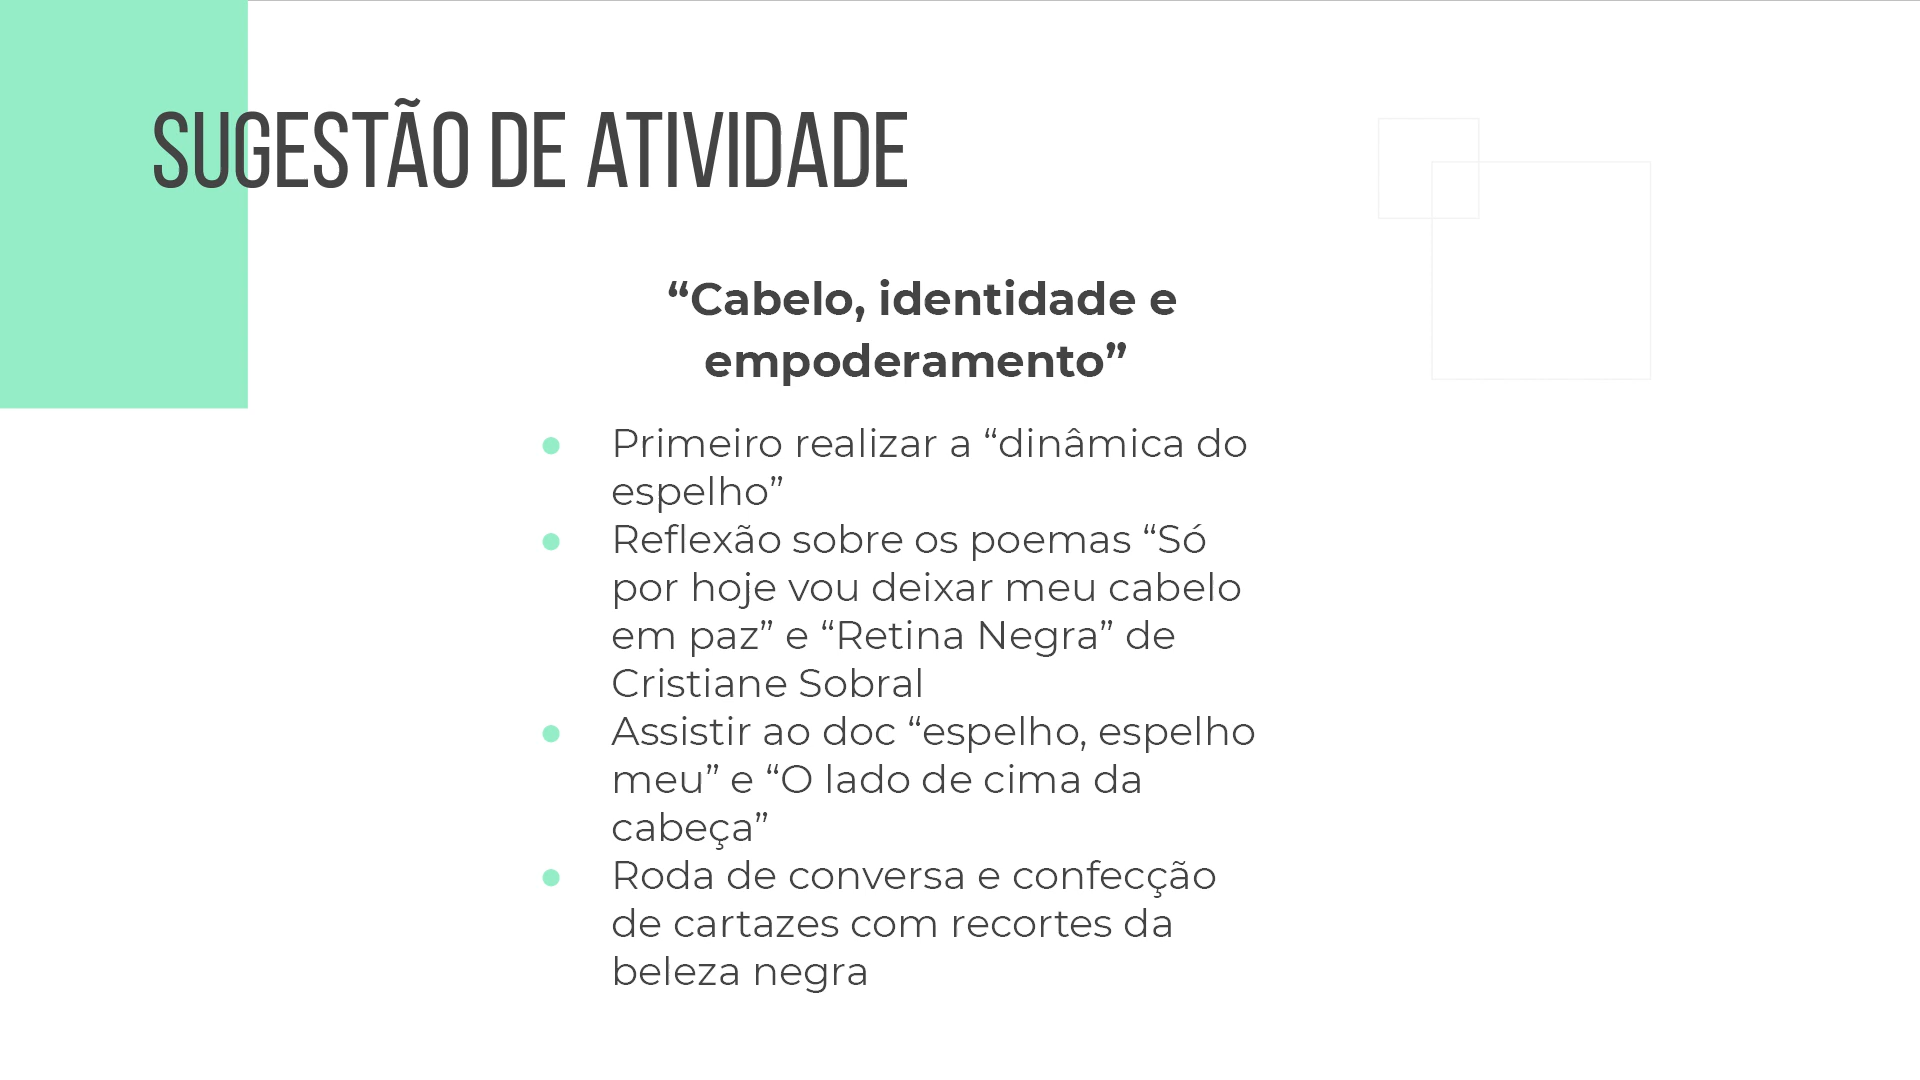 SUGESTÃO DE ATIVIDADE
“Cabelo, identidade e
empoderamento”
● Primeiro realizar a “dinâmica do
espelho”
● Reflexão sobre os poemas “Só
por hoje vou deixar meu cabelo
em paz” e “Retina Negra” de
Cristiane Sobral
● Assistir ao doc “espelho, espelho
meu” e “O lado de cima da
cabeça”
● Roda de conversa e confecção
de cartazes com recortes da
beleza negra